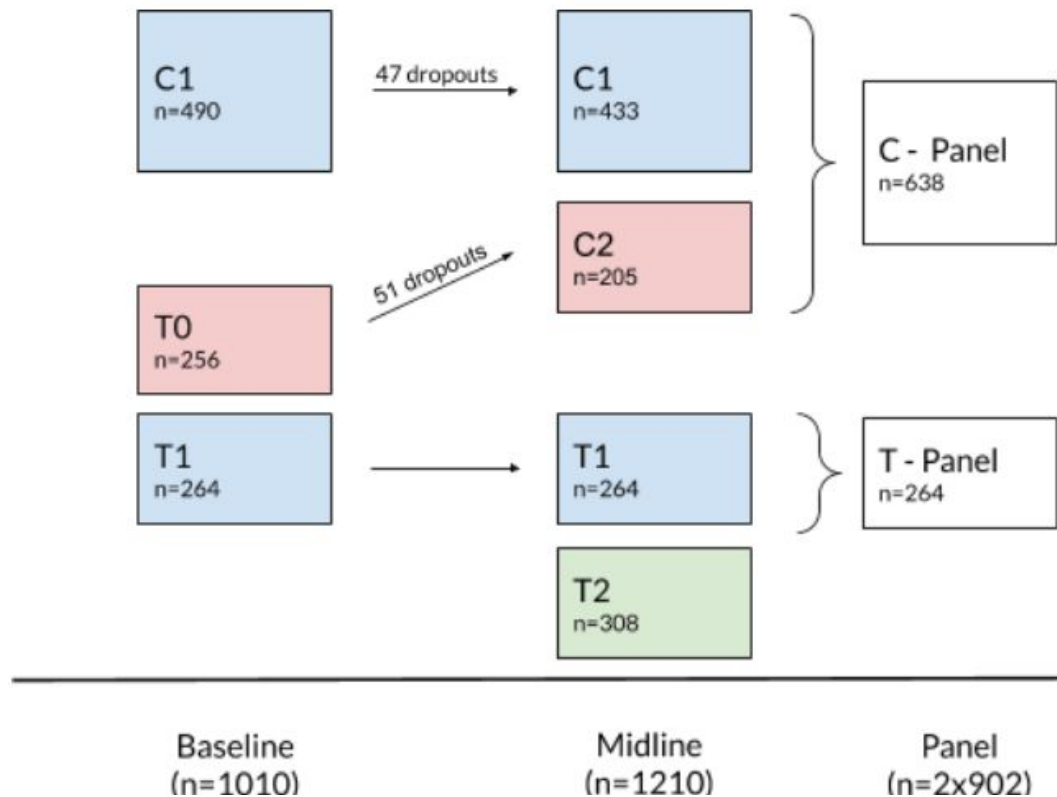 C1
n=490
47 dropouts
C1
n=433
C - Panel
n=638
51 dropouts
C2
n=205
T0
n=256
T1
n=264
T1
n=264
T - Panel
n=264
T2
n=308
Baseline
(n=1010)
Midline
(n=1210)
Panel
(n=2x902)